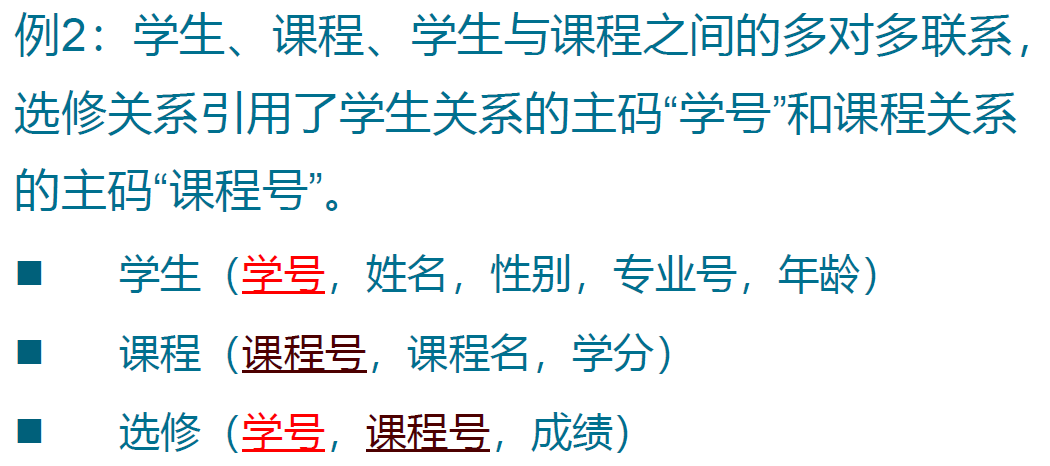 例2：学生、课程、学生与课程之间的多对多联系，
选修关系引用了学生关系的主码“学号”和课程关系
的主码“课程号”。
■ 学生（学号，姓名，性别，专业号，年龄）
■ 课程（课程号，课程名，学分）
■ 选修（学号，课程号，成绩）